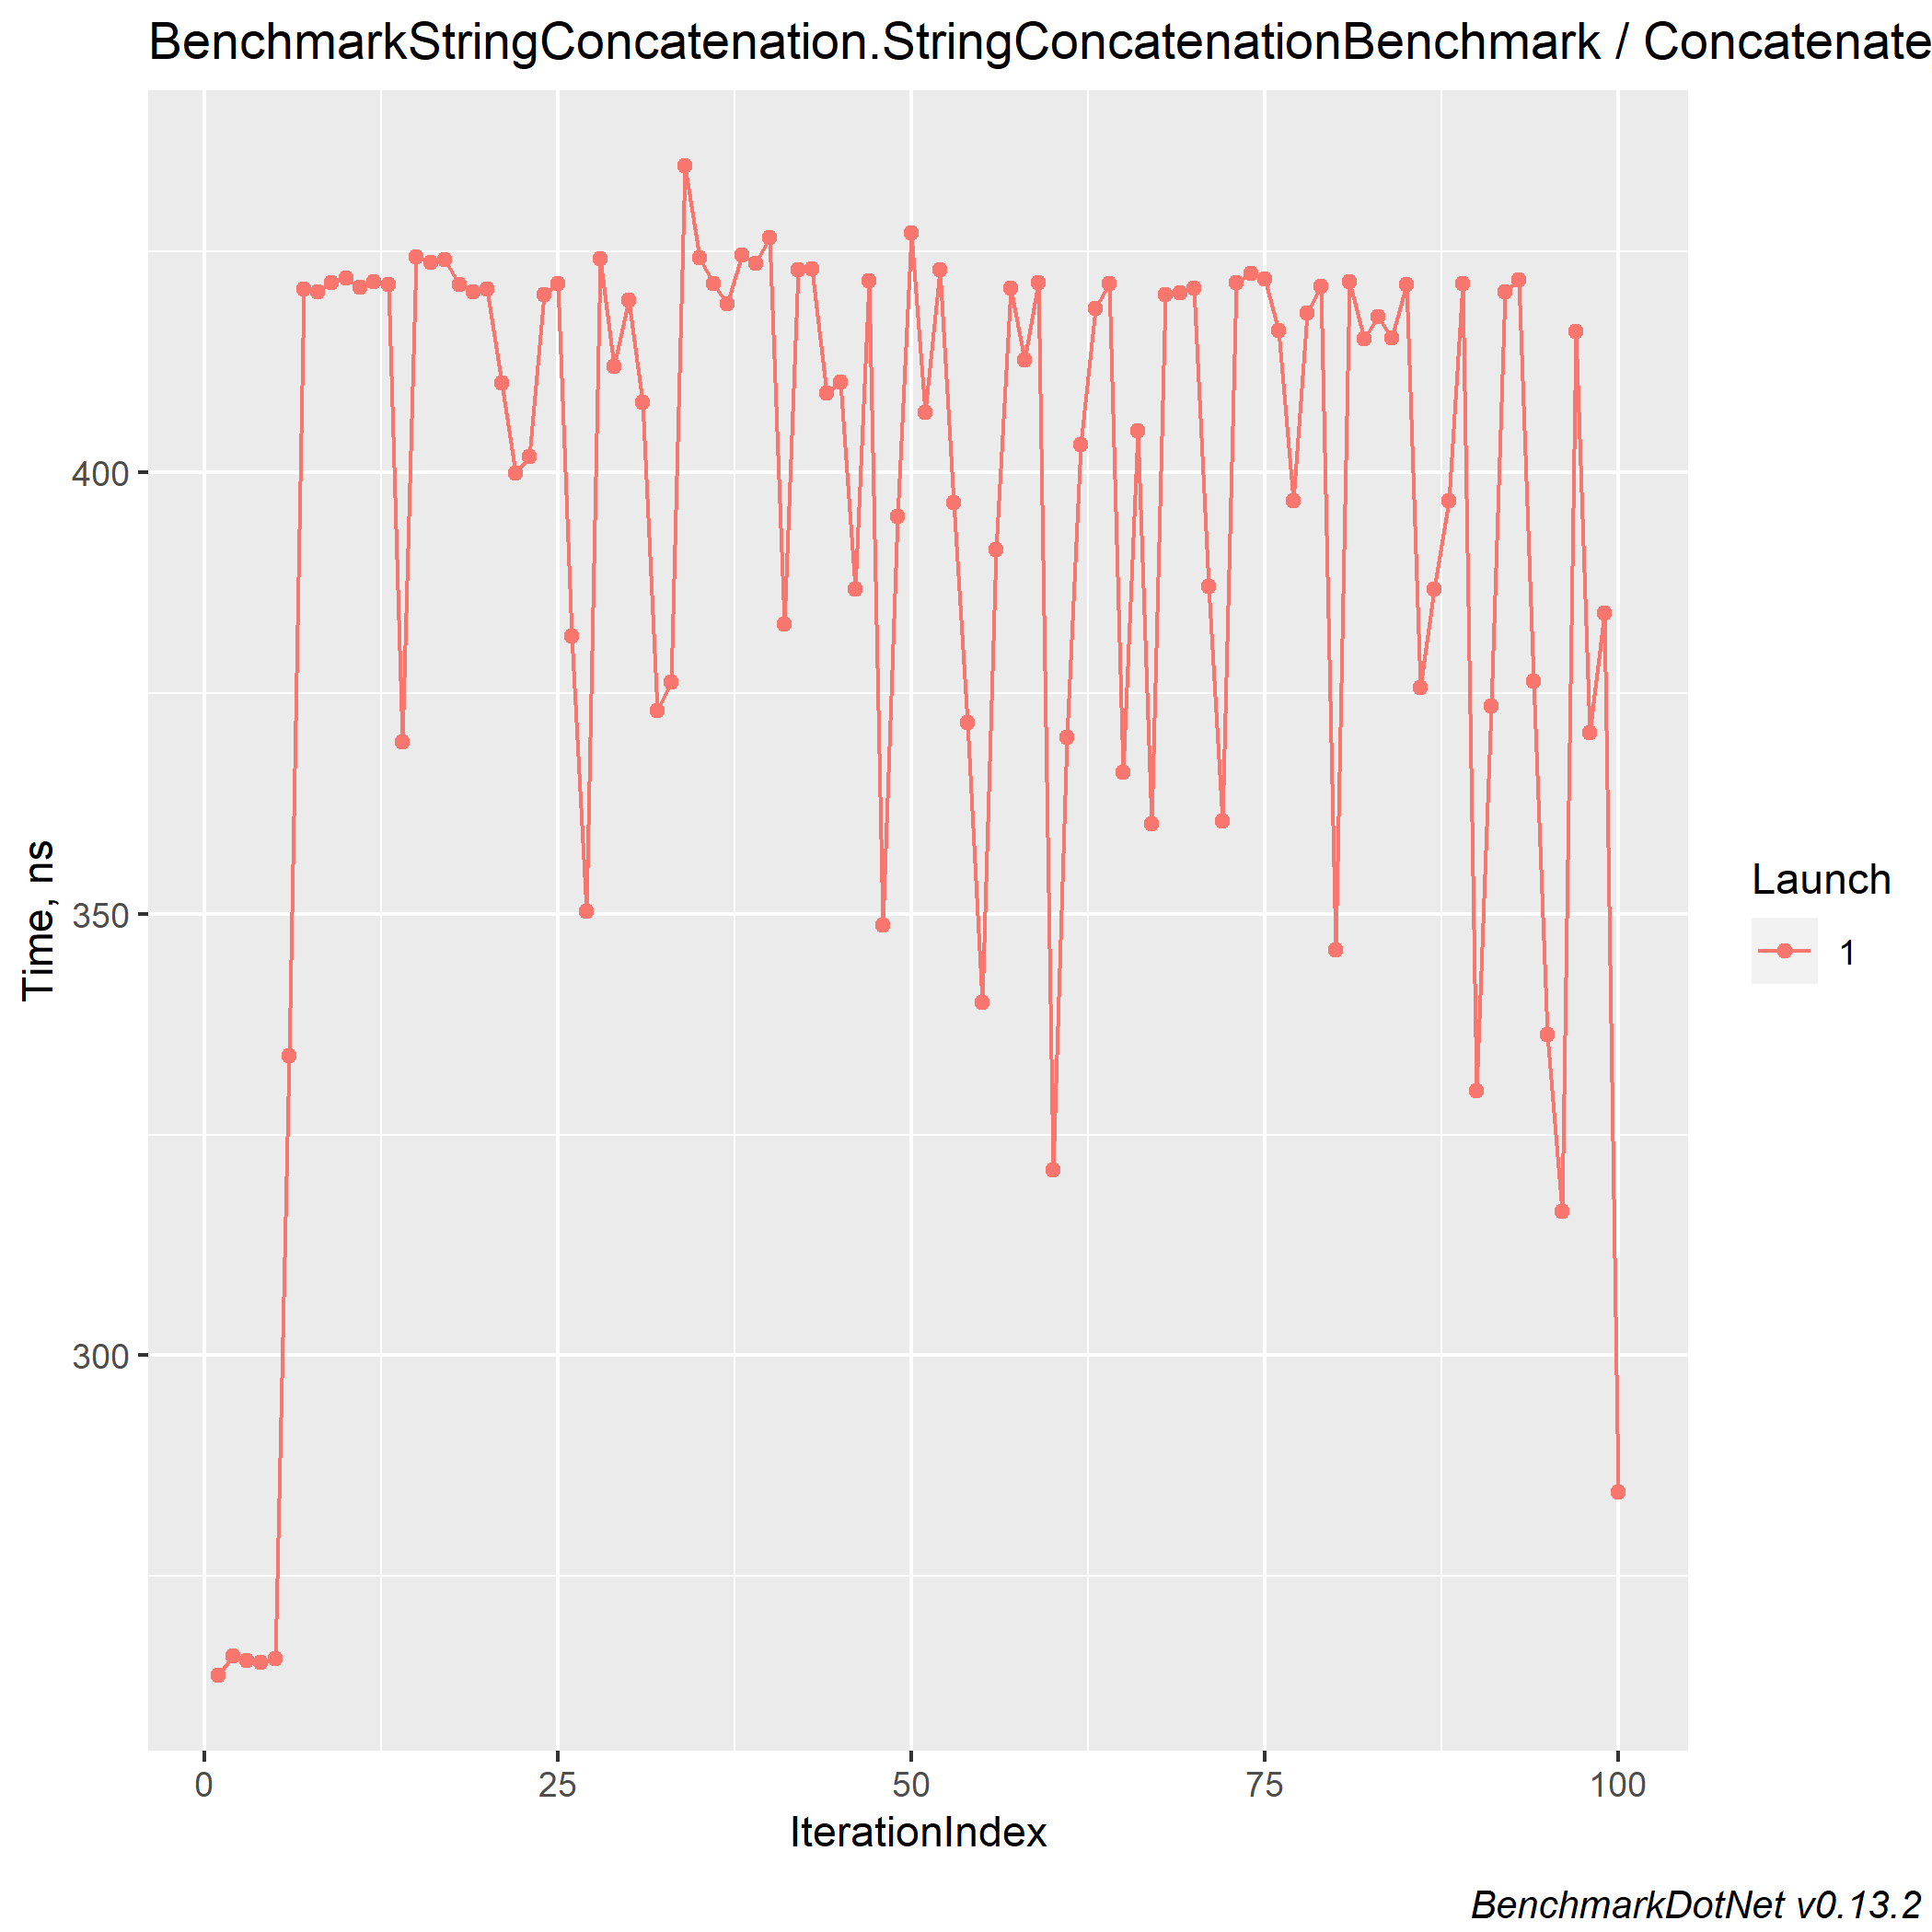 BenchmarkStringConcatenation.StringConcatenationBenchmark / Concatenate
400
350
300
Time, ns
0 25 50 75 100
IterationIndex
Launch
1
BenchmarkDotNet v0.13.2